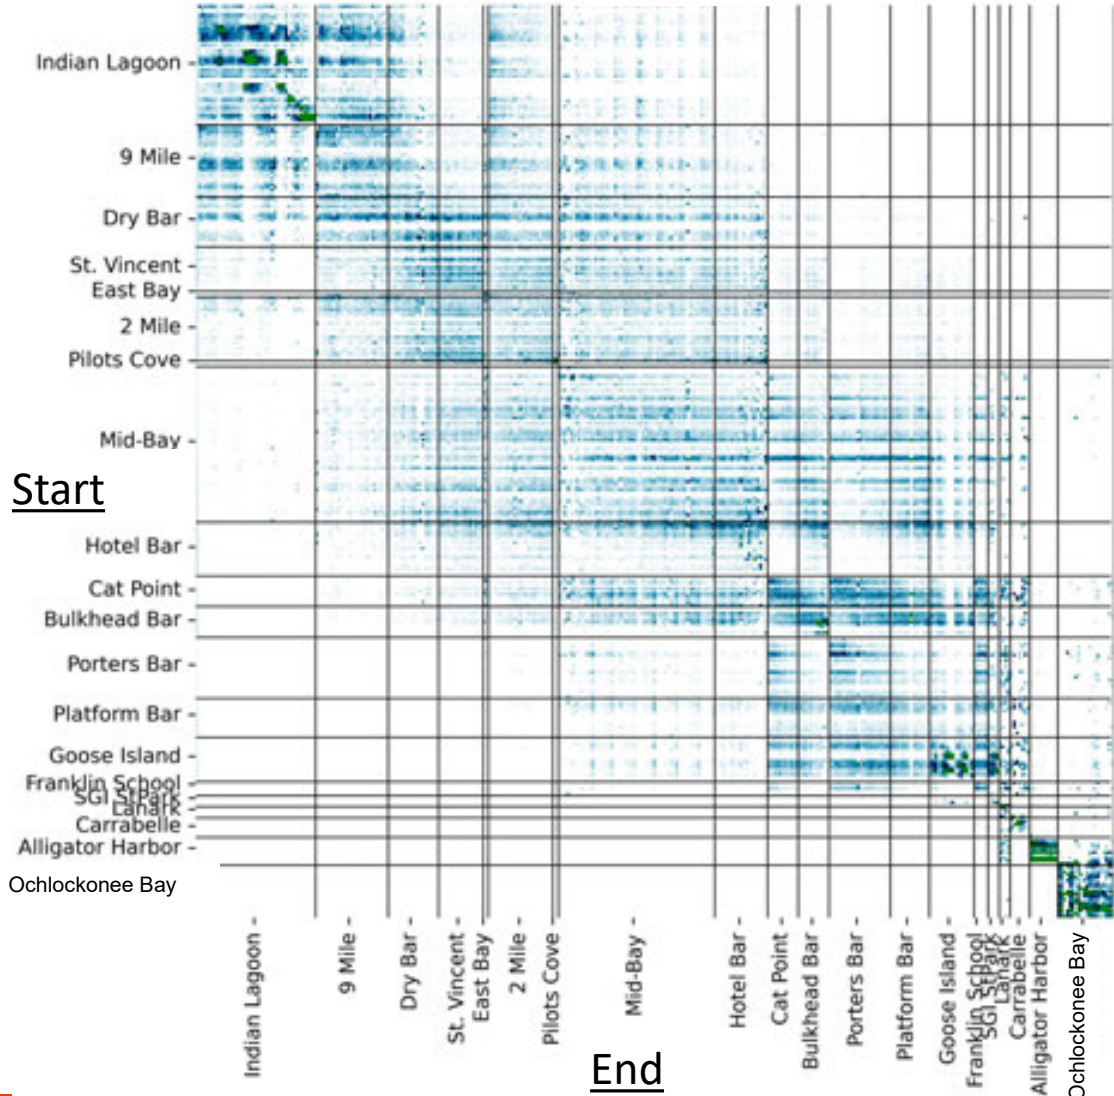 Indian Lagoon -
9 Mile -
Dry Bar -
St. Vincent -
East Bay -
2 Mile -
Pilots Cove -
Mid-Bay -
Start
Hotel Bar -
Cat Point -
Bulkhead Bar -
Porters Bar -
Platform Bar -
Goose Island -
Franklin School -
SGI StPark -
Lanark -
Carrabelle -
Alligator Harbor -
Ochlockonee Bay
Indian Lagoon -
9 Mile -
Dry Bar -
St. Vincent -
East Bay -
2 Mile -
Pilots Cove -
Mid-Bay -
Hotel Bar -
Cat Point -
Bulkhead Bar -
Porters Bar -
Platform Bar -
Goose Island -
Franklin School -
SGI StPark -
Lanark -
Carrabelle -
Alligator Harbor -
Ochlockonee Bay
End